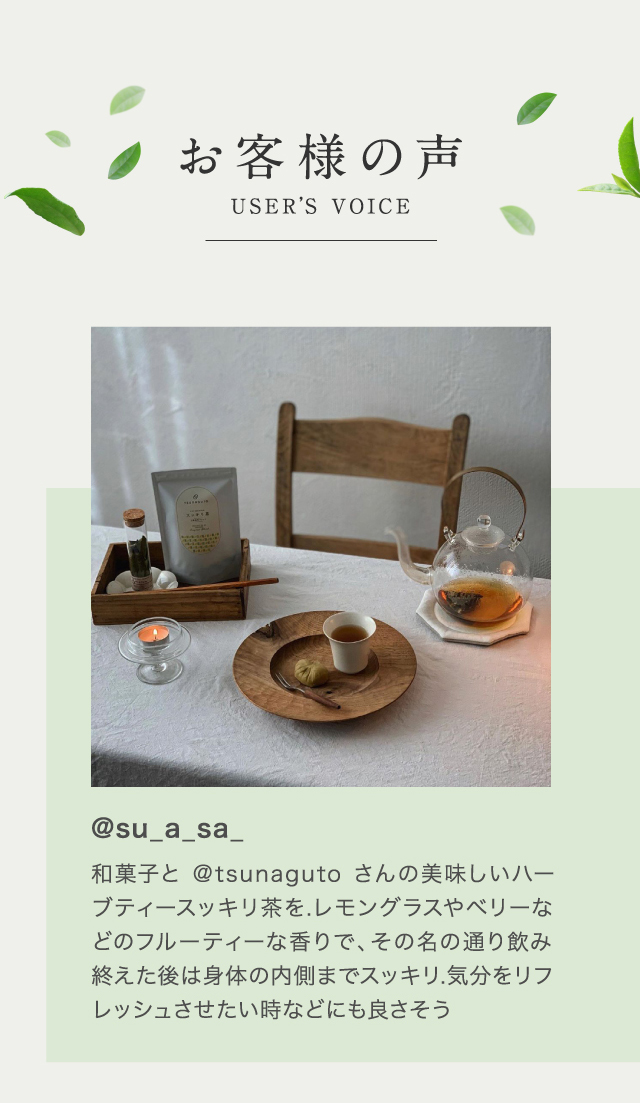 お客様の声
USER'S VOICE
@su_a_sa_
和菓子と @tsunaguto さんの美味しいハー
ブティースッキリ茶を.レモングラスやベリーな
どのフルーティーな香りで、その名の通り飲み
終えた後は身体の内側までスッキリ.気分をリフ
レッシュさせたい時などにも良さそう